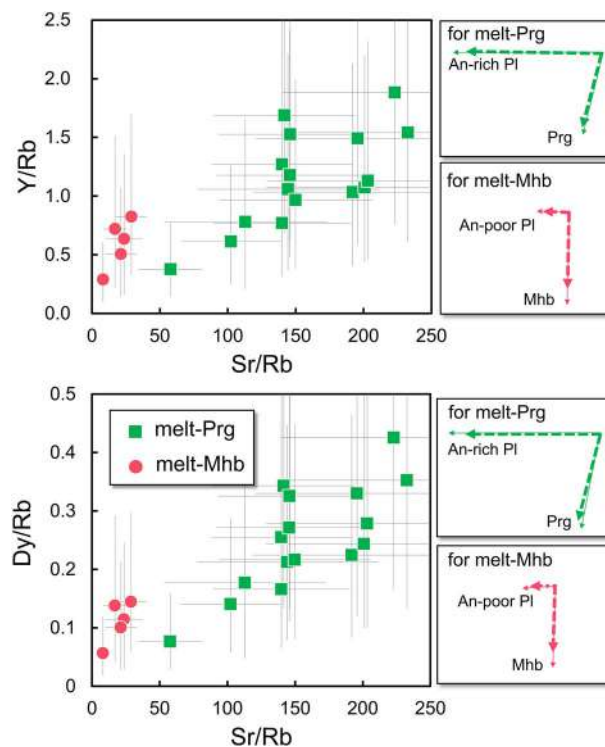 2.5
2.0
1.5
1.0
0.5
0.0
Y/Rb
0 50 100 150 200 250
Sr/Rb
for melt-Prg
An-rich Pl
Prg
for melt-Mhb
An-poor Pl
Mhb
0.5
0.4
0.3
0.2
0.1
0
Dy/Rb
melt-Prg
melt-Mhb
0 50 100 150 200 250
Sr/Rb
for melt-Prg
An-rich Pl
Prg
for melt-Mhb
An-poor Pl
Mhb